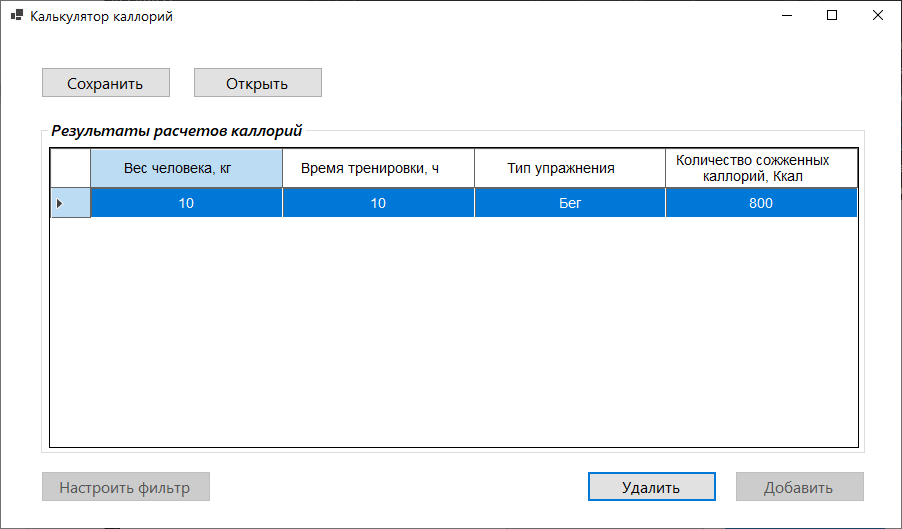 Калькулятор каллорий
Сохранить
Открыть
Результаты расчетов каллорий
Вес человека, кг
Время тренировки, ч
Тип упражнения
Количество сожженных
каллорий, Ккал
10
10
Бег
800
Настроить фильтр
Удалить
Добавить